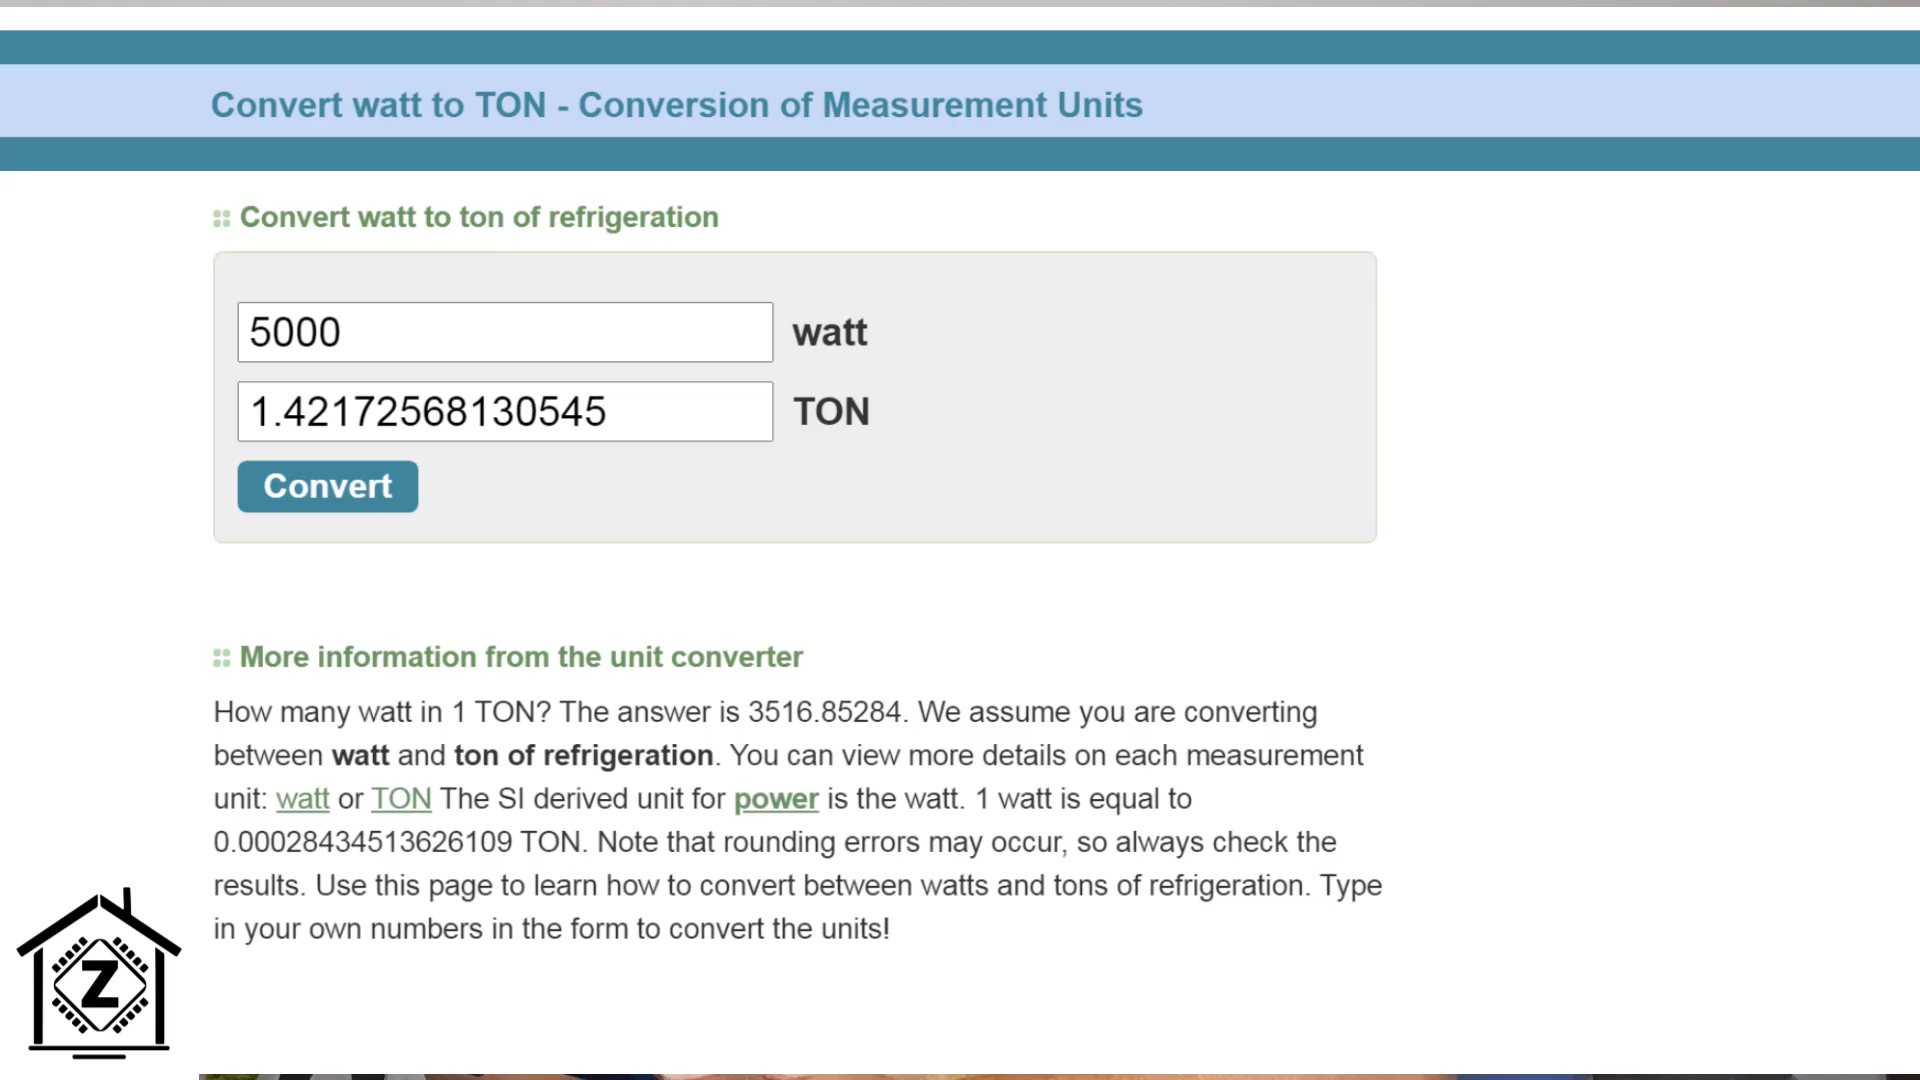 Convert watt to TON - Conversion of Measurement Units
Convert watt to ton of refrigeration
5000 watt
1.42172568130545 TON
Convert
More information from the unit converter
How many watt in 1 TON? The answer is 3516.85284. We assume you are converting
between watt and ton of refrigeration. You can view more details on each measurement
unit: watt or TON The SI derived unit for power is the watt. 1 watt is equal to
0.00028434513626109 TON. Note that rounding errors may occur, so always check the
results. Use this page to learn how to convert between watts and tons of refrigeration. Type
in your own numbers in the form to convert the units!
Z